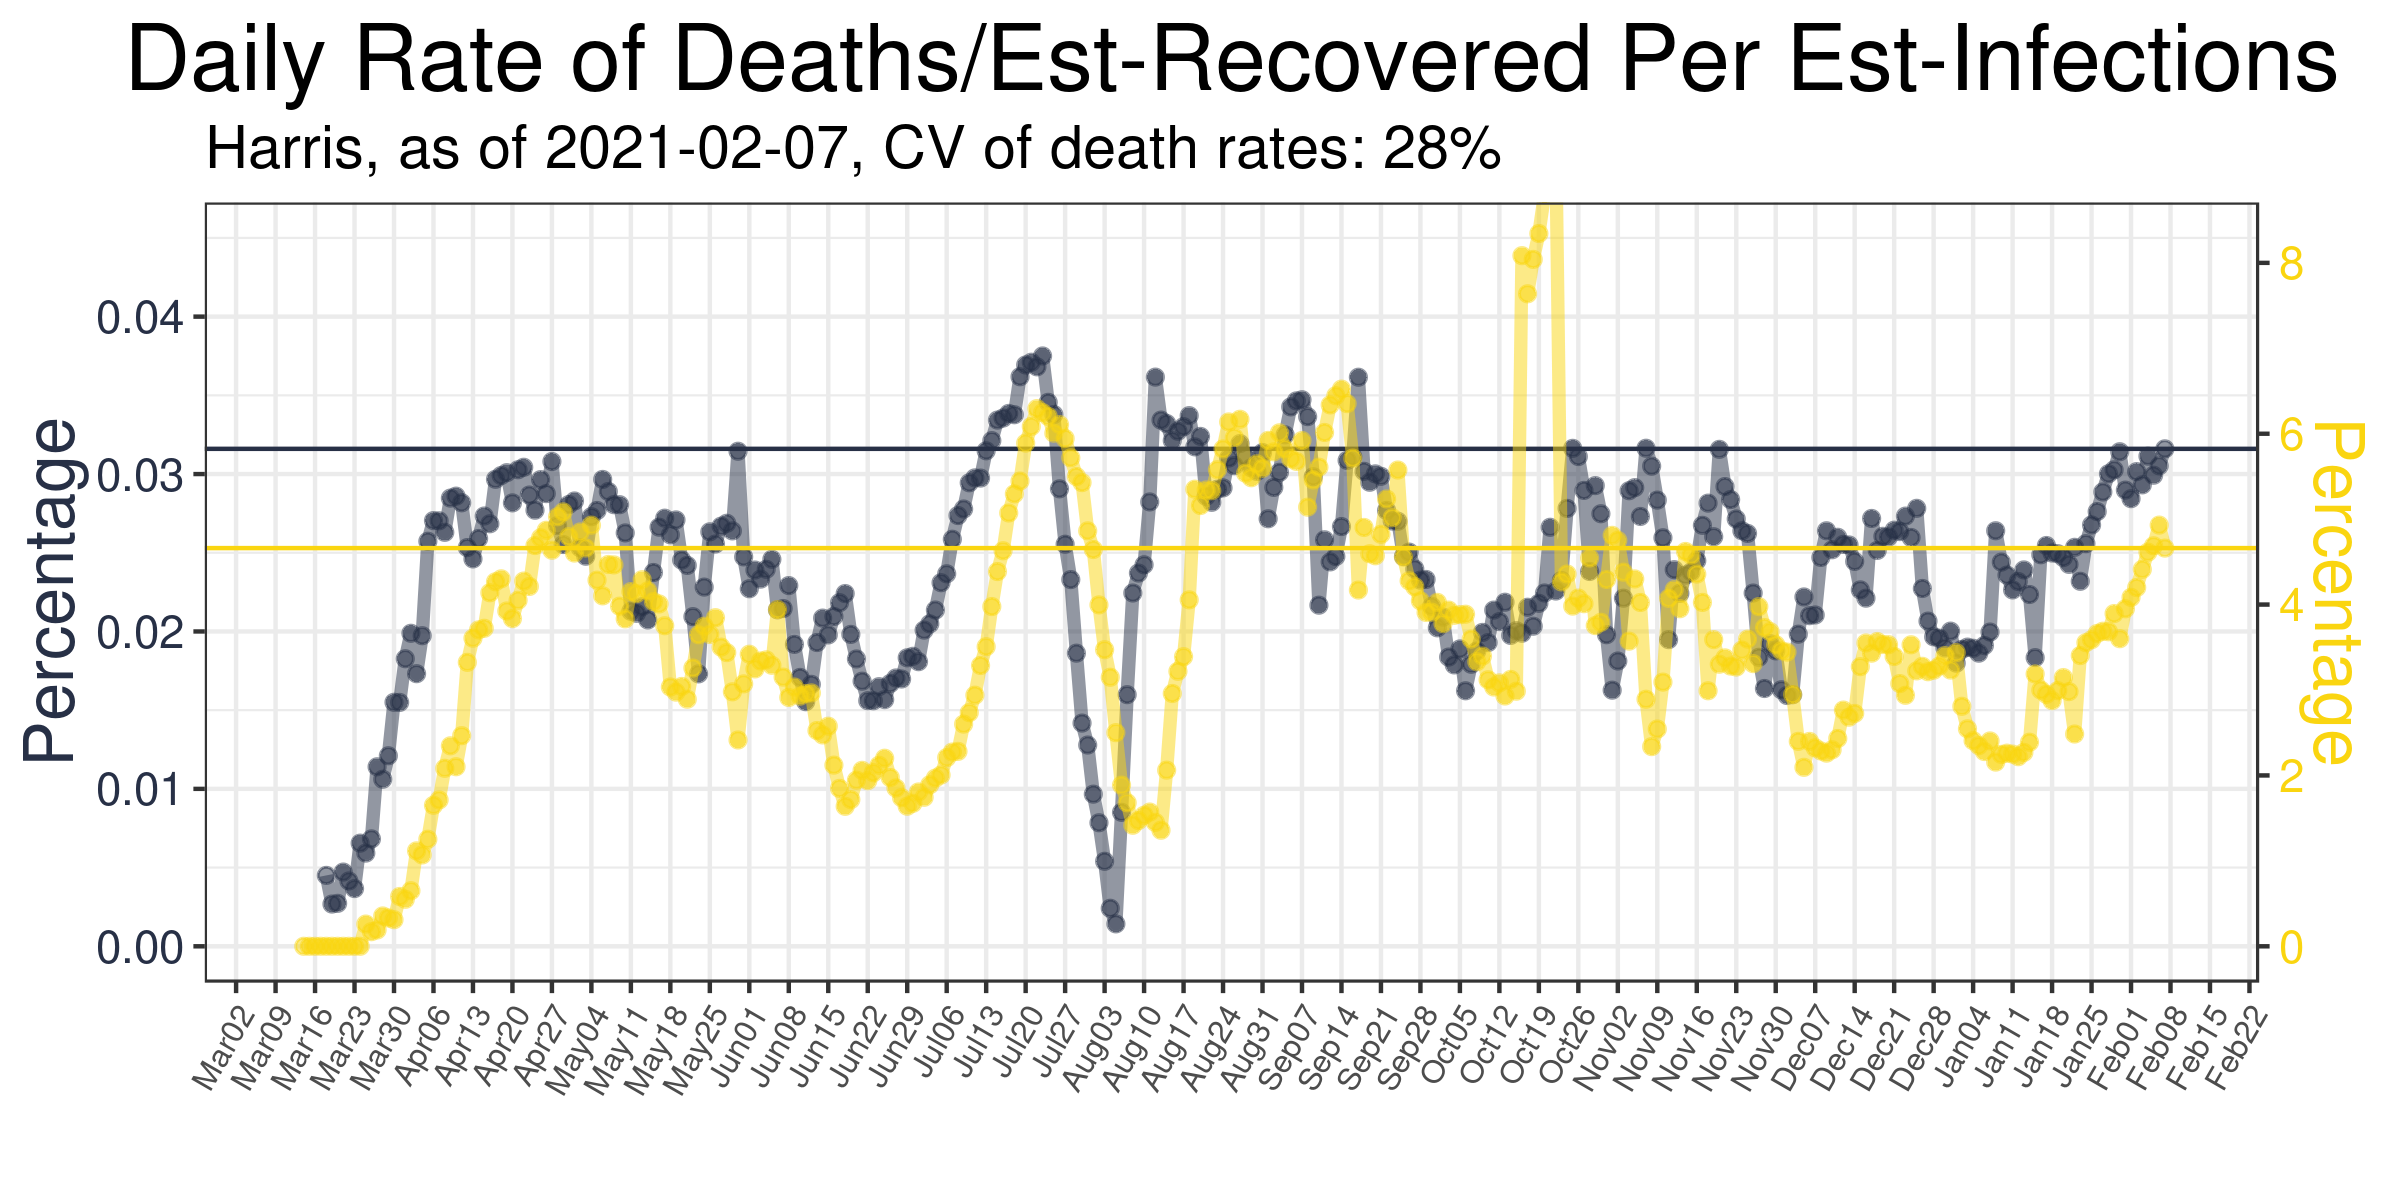 Daily Rate of Deaths/Est-Recovered Per Est-Infections
Harris, as of 2021-02-07, CV of death rates: 28%
Percentage
0.04
0.03
0.02
0.01
0.00
8
6
4
2
0
Percentage
Mar02 Mar09 Mar16 Mar23 Mar30 Apr06 Apr13 Apr20 Apr27 May04 May11 May18 May25 Jun01 Jun08 Jun15 Jun22 Jun29 Jul06 Jul13 Jul20 Jul27 Aug03 Aug10 Aug17 Aug24 Aug31 Sep07 Sep14 Sep21 Sep28 Oct05 Oct12 Oct19 Oct26 Nov02 Nov09 Nov16 Nov23 Nov30 Dec07 Dec14 Dec21 Dec28 Jan04 Jan11 Jan18 Jan25 Feb01 Feb08 Feb15 Feb22